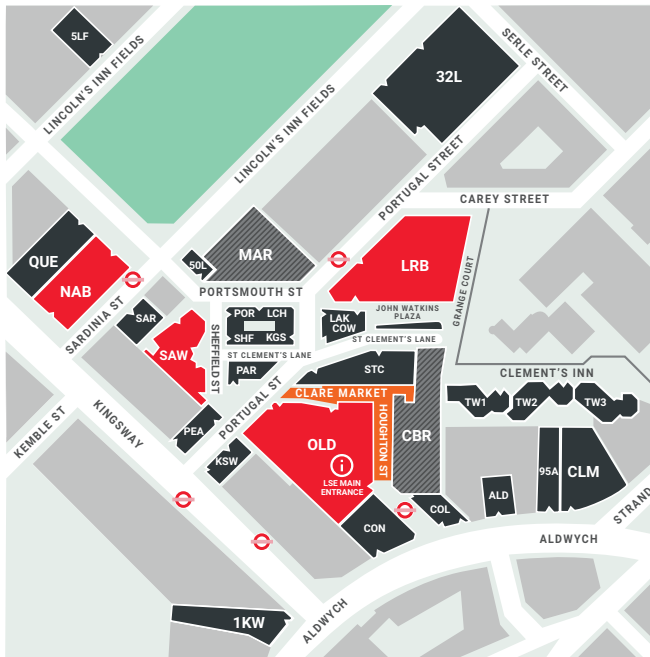 5LF
LINCOLN'S INN FIELDS
LINCOLN'S INN FIELDS
32L
SERLE STREET
PORTUGAL STREET
CAREY STREET
QUE
NAB
SARDINIA ST
50L
MAR
PORTSMOUTH ST
LRB
GRANGE COURT
JOHN WATKINS
PLAZA
SAR
SAW
SHEFFIELD ST
POR
LCH
SHF
KGS
LAK
COW
ST CLEMENT'S LANE
ST CLEMENT'S LANE
PAR
STC
CLEMENT'S INN
TW1
TW2
TW3
PORTUGAL ST
CLARE MARKET
HOUGHTON ST
CBR
KEMBLE ST
KINGSWAY
PEA
KSW
OLD
i
LSE MAIN
ENTRANCE
95A
CLM
ALD
COL
CON
STRAND
ALDWYCH
ALDWYCH
1KW